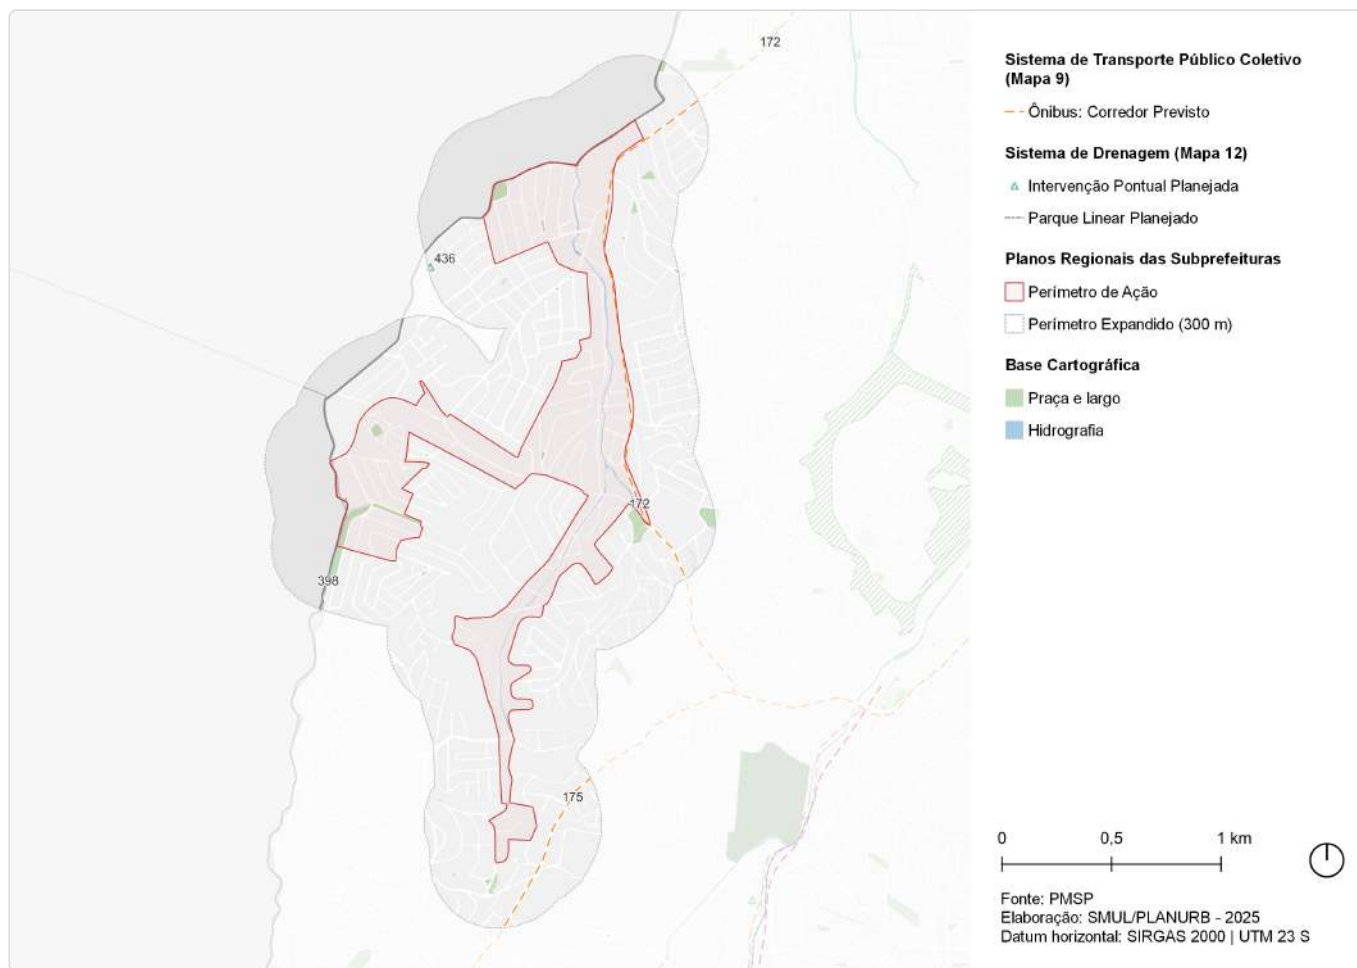 172
436
172
398
175
Sistema de Transporte Público Coletivo
(Mapa 9)
Ônibus: Corredor Previsto
Sistema de Drenagem (Mapa 12)
Intervenção Pontual Planejada
Parque Linear Planejado
Planos Regionais das Subprefeituras
Perímetro de Ação
Perímetro Expandido (300 m)
Base Cartográfica
Praça e largo
Hidrografia
0 0,5 1 km
Fonte: PMSP
Elaboração: SMUL/PLANURB - 2025
Datum horizontal: SIRGAS 2000 | UTM 23 S